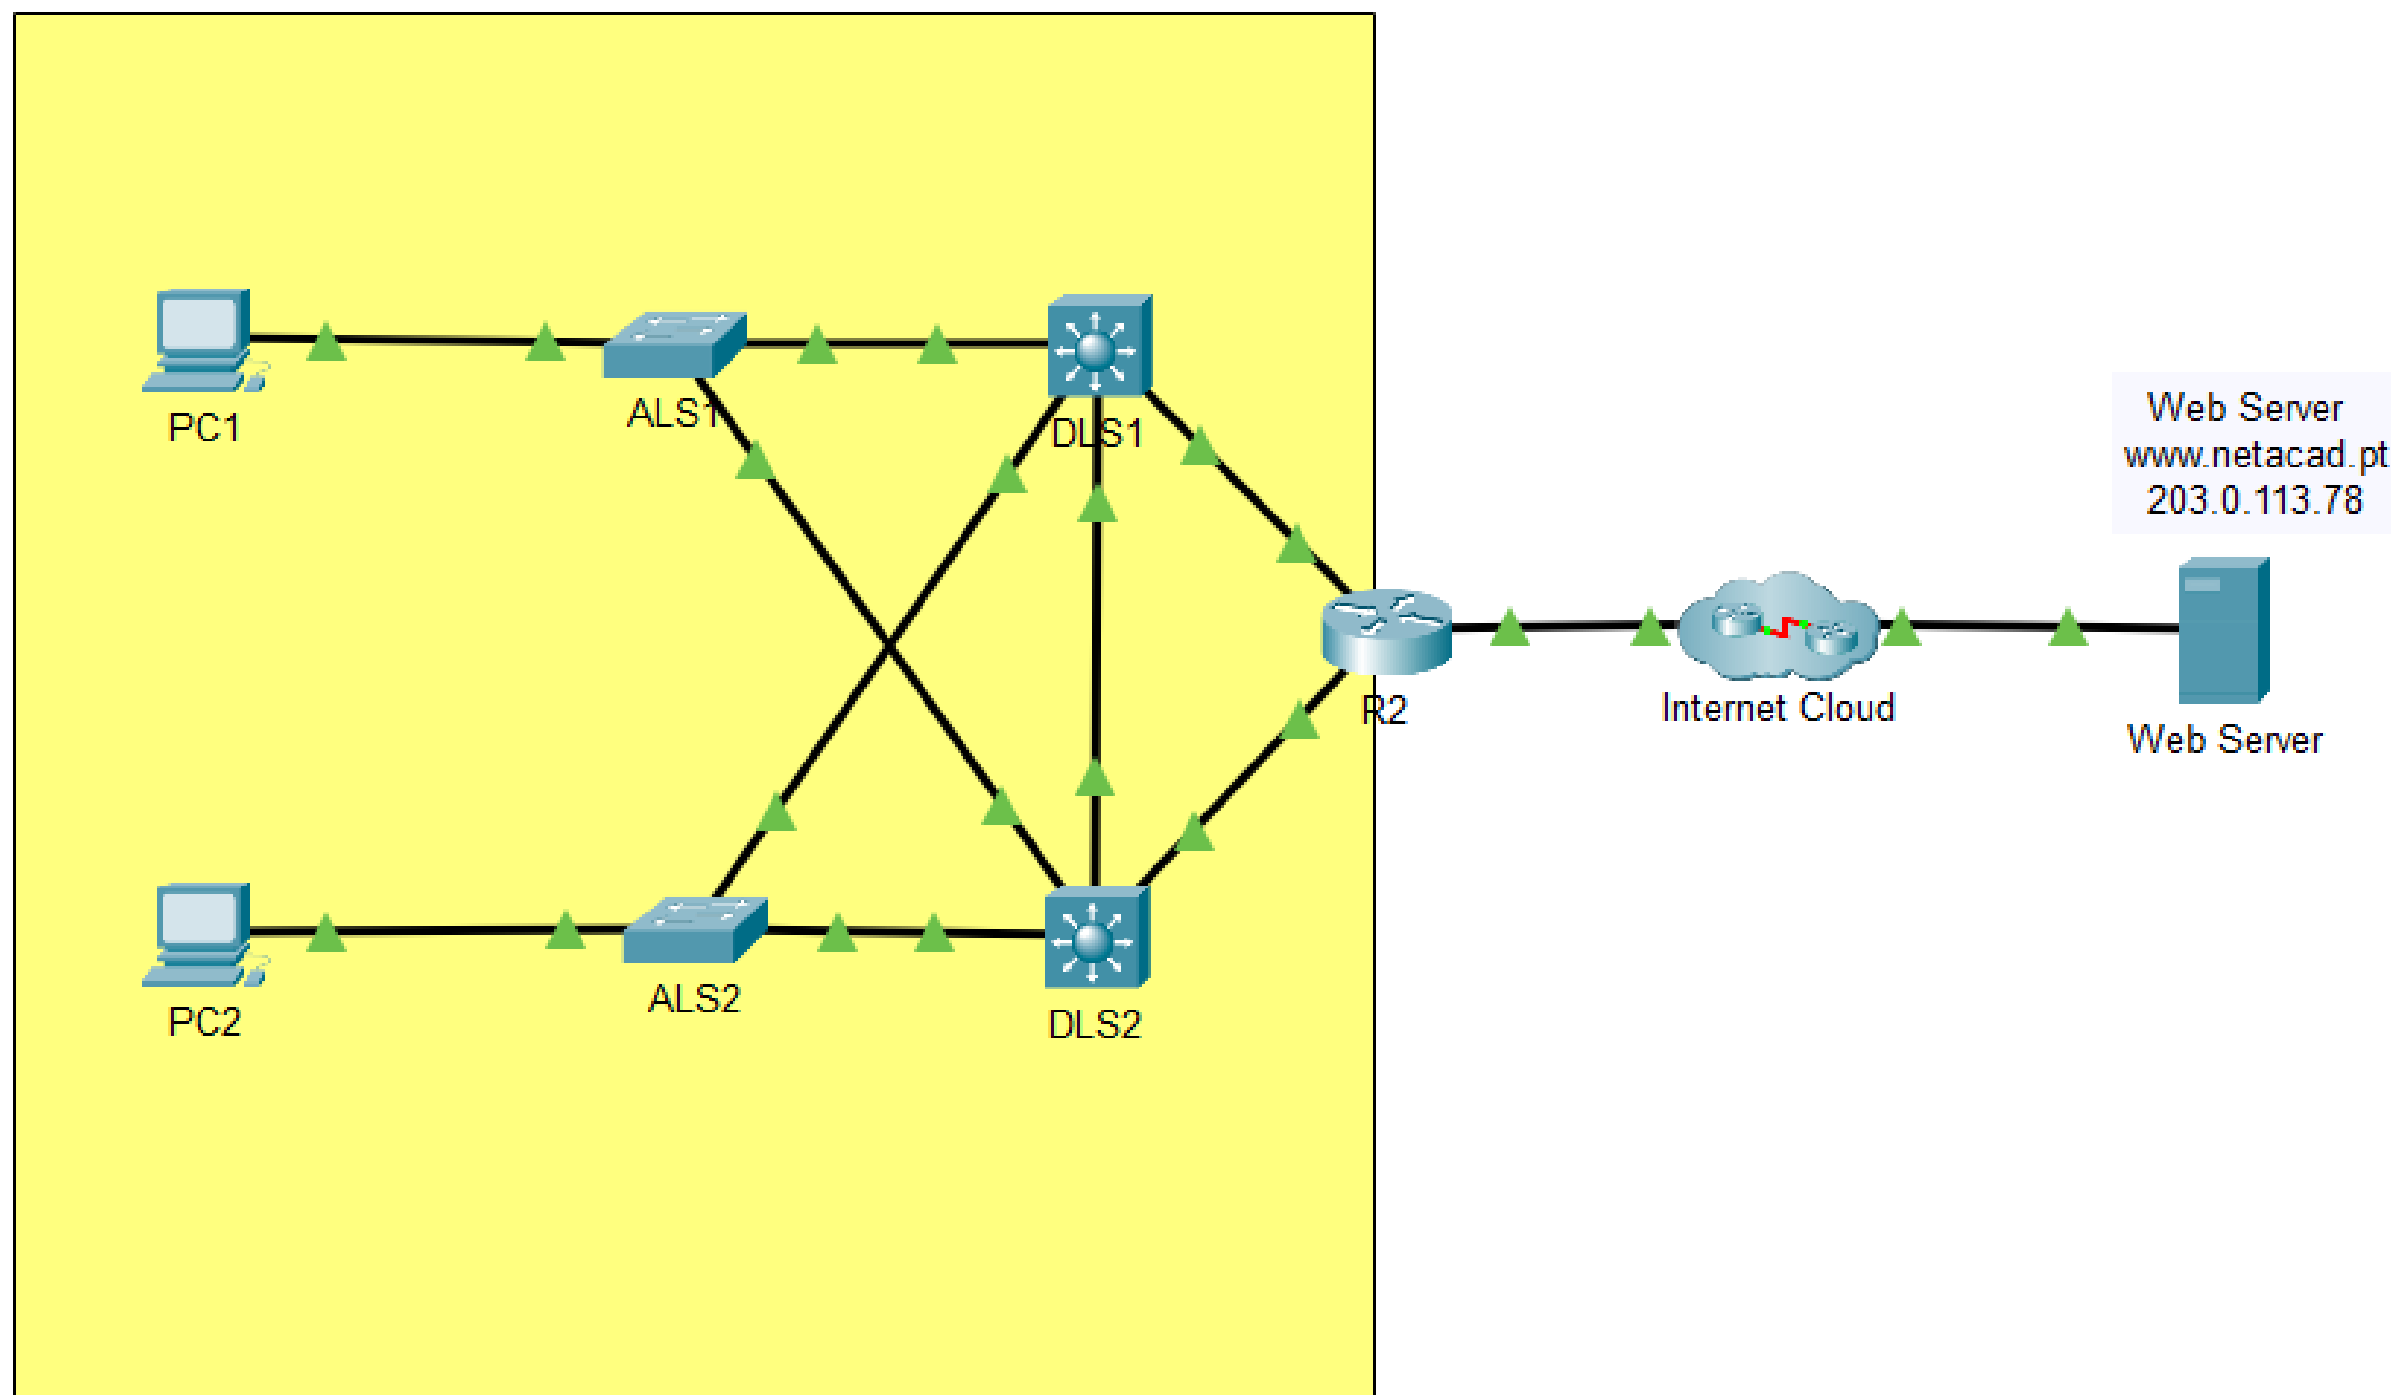 PC1
ALS1
DLS1
Web Server
www.netacad.pt
203.0.113.78
R2
Internet Cloud
Web Server
PC2
ALS2
DLS2